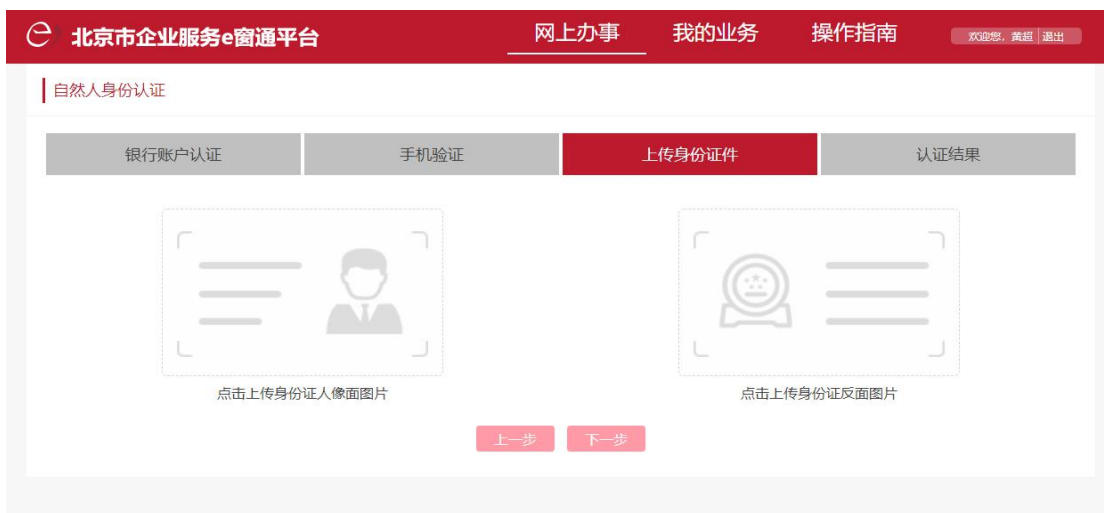 北京市企业服务e窗通平台
网上办事 我的业务 操作指南 欢迎您，黄超 退出
自然人身份认证
银行账户认证 手机验证 上传身份证件 认证结果
点击上传身份证人像面图片 点击上传身份证反面图片
上一步 下一步